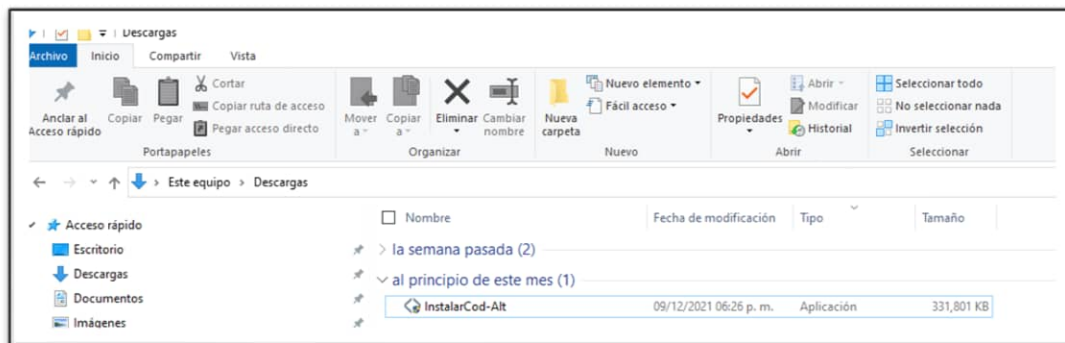 Descargas
Archivo Inicio Compartir Vista
Anclar al Acceso rápido
Copiar
Pegar
Cortar
Copiar ruta de acceso
Pegar acceso directo
Portapapeles
Mover a
Copiar a
Eliminar
Cambiar nombre
Organizar
Nueva carpeta
Nuevo elemento
Fácil acceso
Nuevo
Propiedades
Abrir
Modificar
Historial
Abrir
Seleccionar todo
No seleccionar nada
Invertir selección
Seleccionar
Este equipo > Descargas
Acceso rápido
Escritorio
Descargas
Documentos
Imágenes
Nombre Fecha de modificación Tipo Tamaño
la semana pasada (2)
al principio de este mes (1)
InstalarCod-Alt 09/12/2021 06:26 p. m. Aplicación 331,801 KB